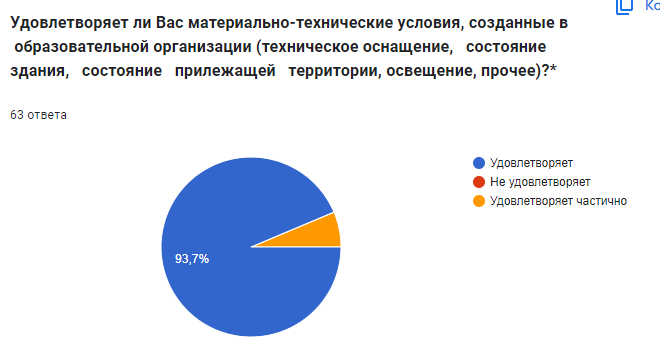 Ко
Удовлетворяет ли Вас материально-технические условия, созданные в
образовательной организации (техническое оснащение, состояние
здания, состояние прилежащей территории, освещение, прочее)?*
63 ответа
Удовлетворяет
Не удовлетворяет
Удовлетворяет частично
93,7%